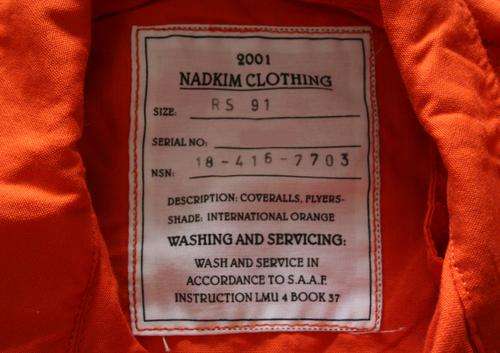 2001
NADKIM CLOTHING
SIZE: RS 91
SERIAL NO:
18-416-7703
NSN:
DESCRIPTION: COVERALLS, FLYERS-
SHADE: INTERNATIONAL ORANGE
WASHING AND SERVICING:
WASH AND SERVICE IN
ACCORDANCE TO S.A.A.F.
INSTRUCTION LMU 4 BOOK 37